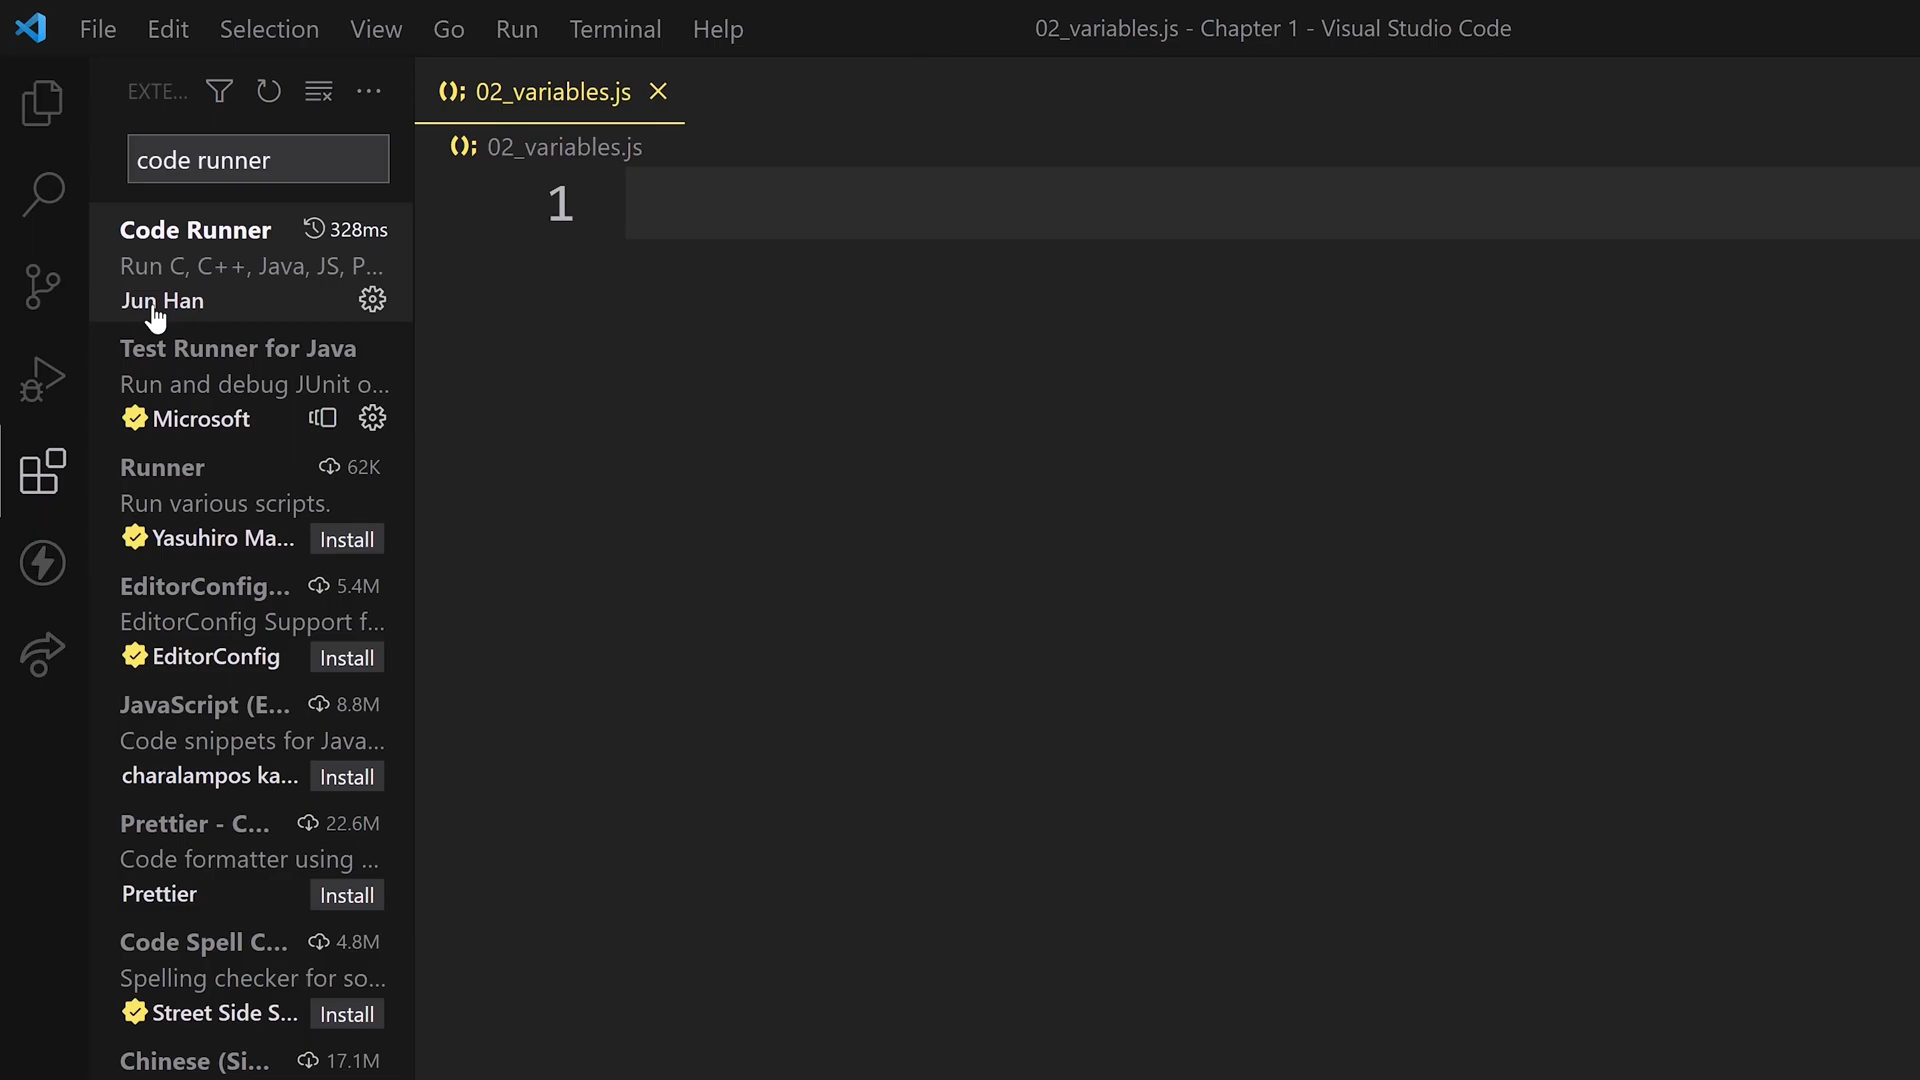 File Edit Selection View Go Run Terminal Help
02_variables.js - Chapter 1 - Visual Studio Code
EXTE...
code runner
Code Runner 328ms
Run C, C++, Java, JS, P...
Jun Han
Test Runner for Java
Run and debug JUnit o...
Microsoft
Runner 62K
Run various scripts.
Yasuhiro Ma... Install
EditorConfig... 5.4M
EditorConfig Support f...
EditorConfig Install
JavaScript (E... 8.8M
Code snippets for Java...
charalampos ka... Install
Prettier - C... 22.6M
Code formatter using ...
Prettier Install
Code Spell C... 4.8M
Spelling checker for so...
Street Side S... Install
Chinese (Si... 17.1M
02_variables.js
02_variables.js
1